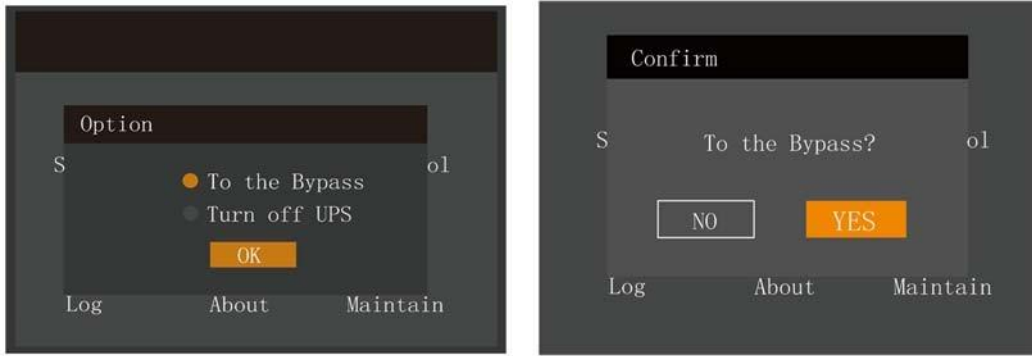 Option
S
ol
To the Bypass
Turn off UPS
OK
Log About Maintain
Confirm
S
ol
To the Bypass?
NO YES
Log About Maintain